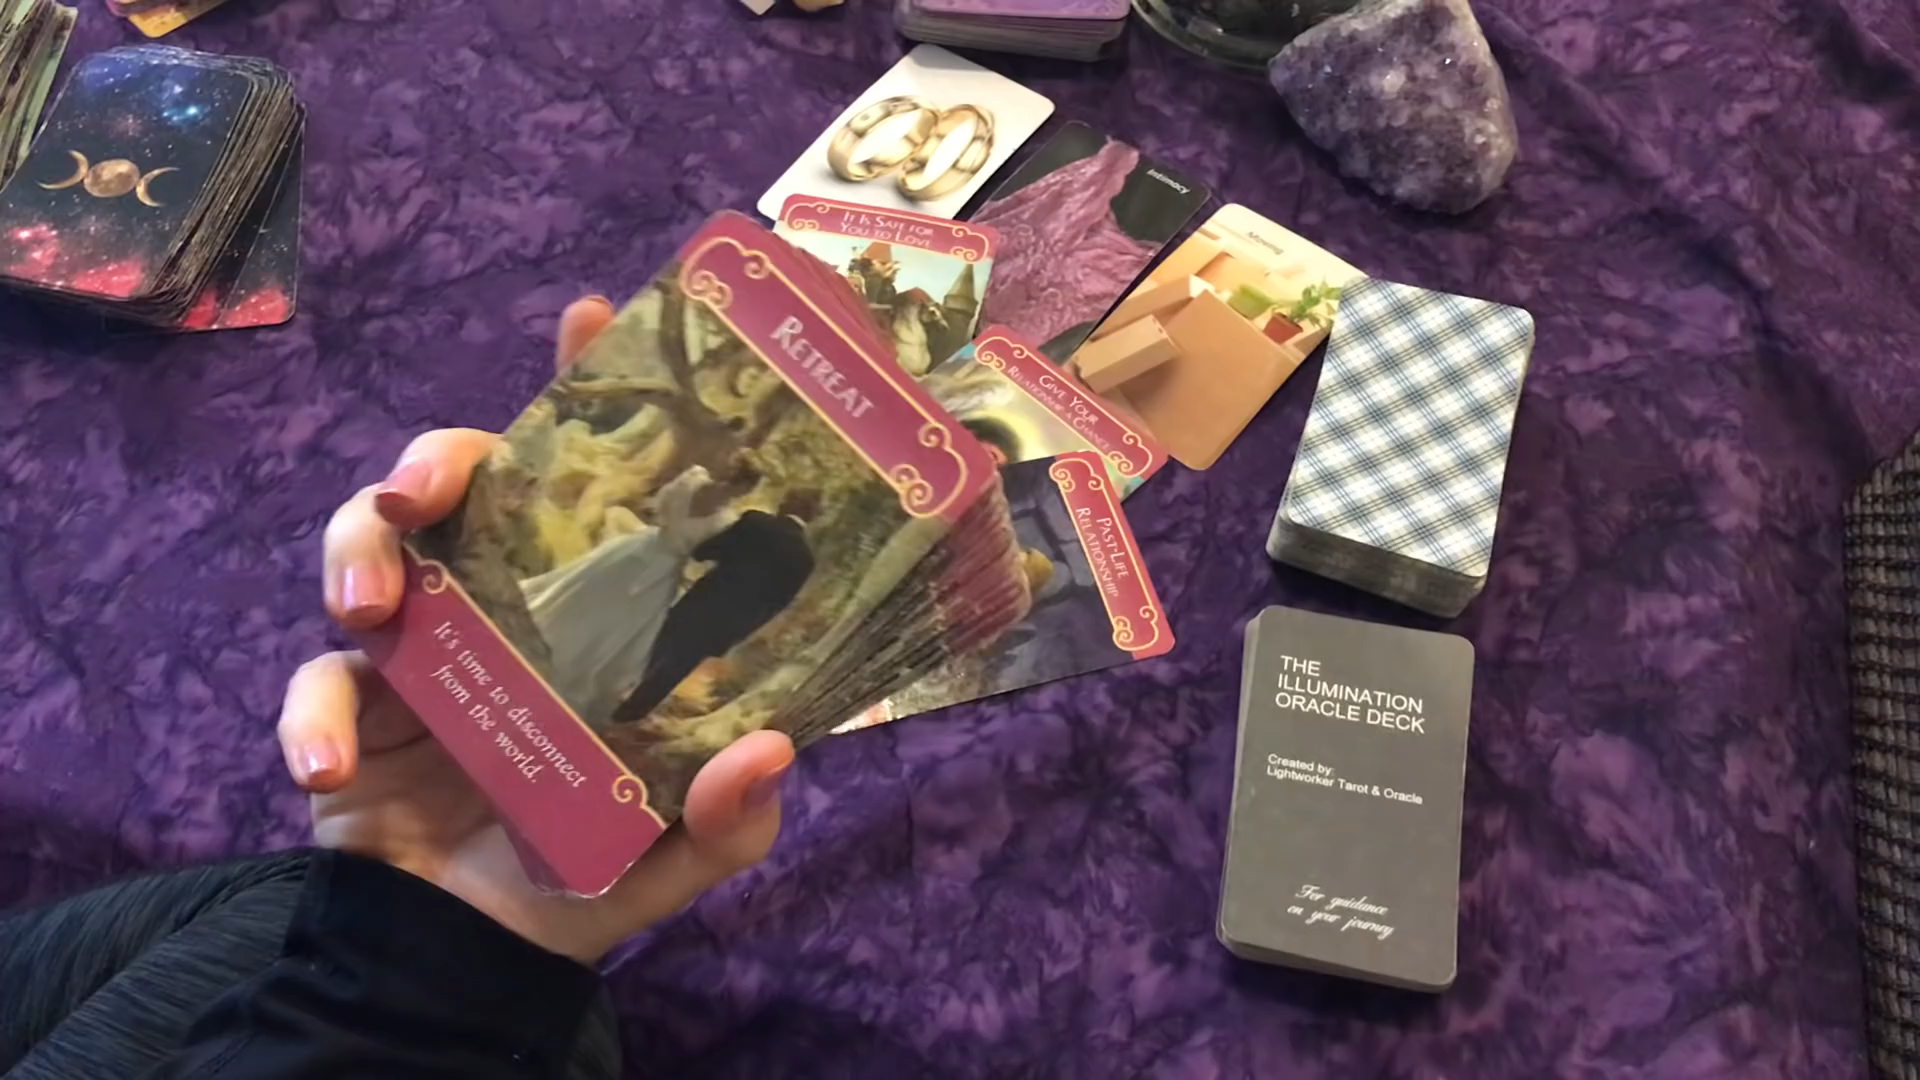 Intimacy
IT IS SAFE FOR
YOU TO LOVE
Moving
RETREAT
GIVE YOUR
RELATIONSHIP A CHANCE
PAST-LIFE
RELATIONSHIP
It's time to disconnect
from the world.
THE
ILLUMINATION
ORACLE DECK
Created by:
Lightworker Tarot & Oracle
For guidance
on your journey